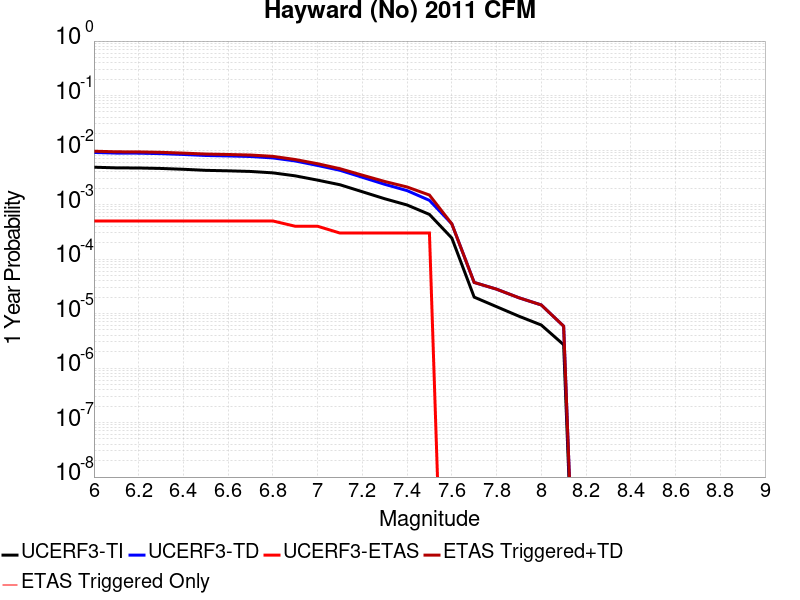 Hayward (No) 2011 CFM
10^0
10^-1
10^-2
10^-3
10^-4
10^-5
10^-6
10^-7
10^-8
1 Year Probability
6 6.2 6.4 6.6 6.8 7 7.2 7.4 7.6 7.8 8 8.2 8.4 8.6 8.8 9
Magnitude
UCERF3-TI UCERF3-TD UCERF3-ETAS ETAS Triggered+TD
ETAS Triggered Only